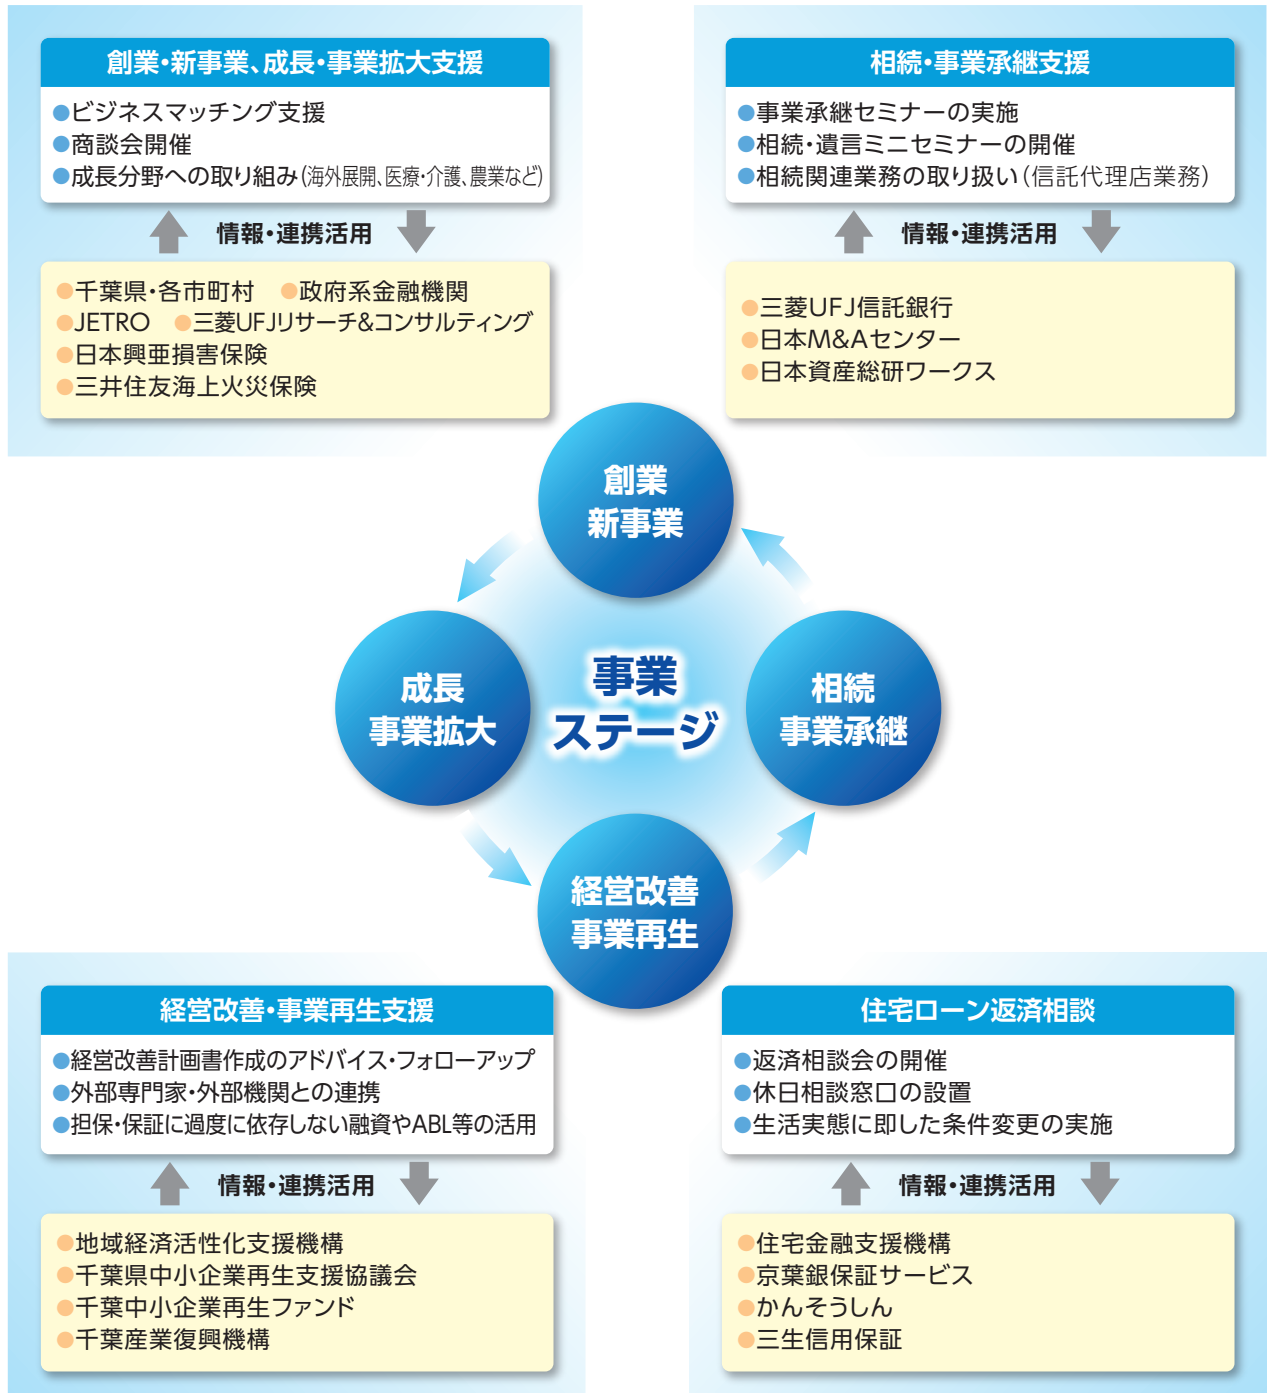 創業・新事業、成長・事業拡大支援
●ビジネスマッチング支援
●商談会開催
●成長分野への取り組み(海外展開、医療・介護、農業など)
情報・連携活用
●千葉県・各市町村　●政府系金融機関
●JETRO　●三菱UFJリサーチ&コンサルティング
●日本興亜損害保険
●三井住友海上火災保険
相続・事業承継支援
●事業承継セミナーの実施
●相続・遺言ミニセミナーの開催
●相続関連業務の取り扱い(信託代理店業務)
情報・連携活用
●三菱UFJ信託銀行
●日本M&Aセンター
●日本資産総研ワークス
創業
新事業
成長
事業拡大
事業
ステージ
相続
事業承継
経営改善
事業再生
経営改善・事業再生支援
●経営改善計画書作成のアドバイス・フォローアップ
●外部専門家・外部機関との連携
●担保・保証に過度に依存しない融資やABL等の活用
情報・連携活用
●地域経済活性化支援機構
●千葉県中小企業再生支援協議会
●千葉中小企業再生ファンド
●千葉産業復興機構
住宅ローン返済相談
●返済相談会の開催
●休日相談窓口の設置
●生活実態に即した条件変更の実施
情報・連携活用
●住宅金融支援機構
●京葉銀保証サービス
●かんそうしん
●三生信用保証